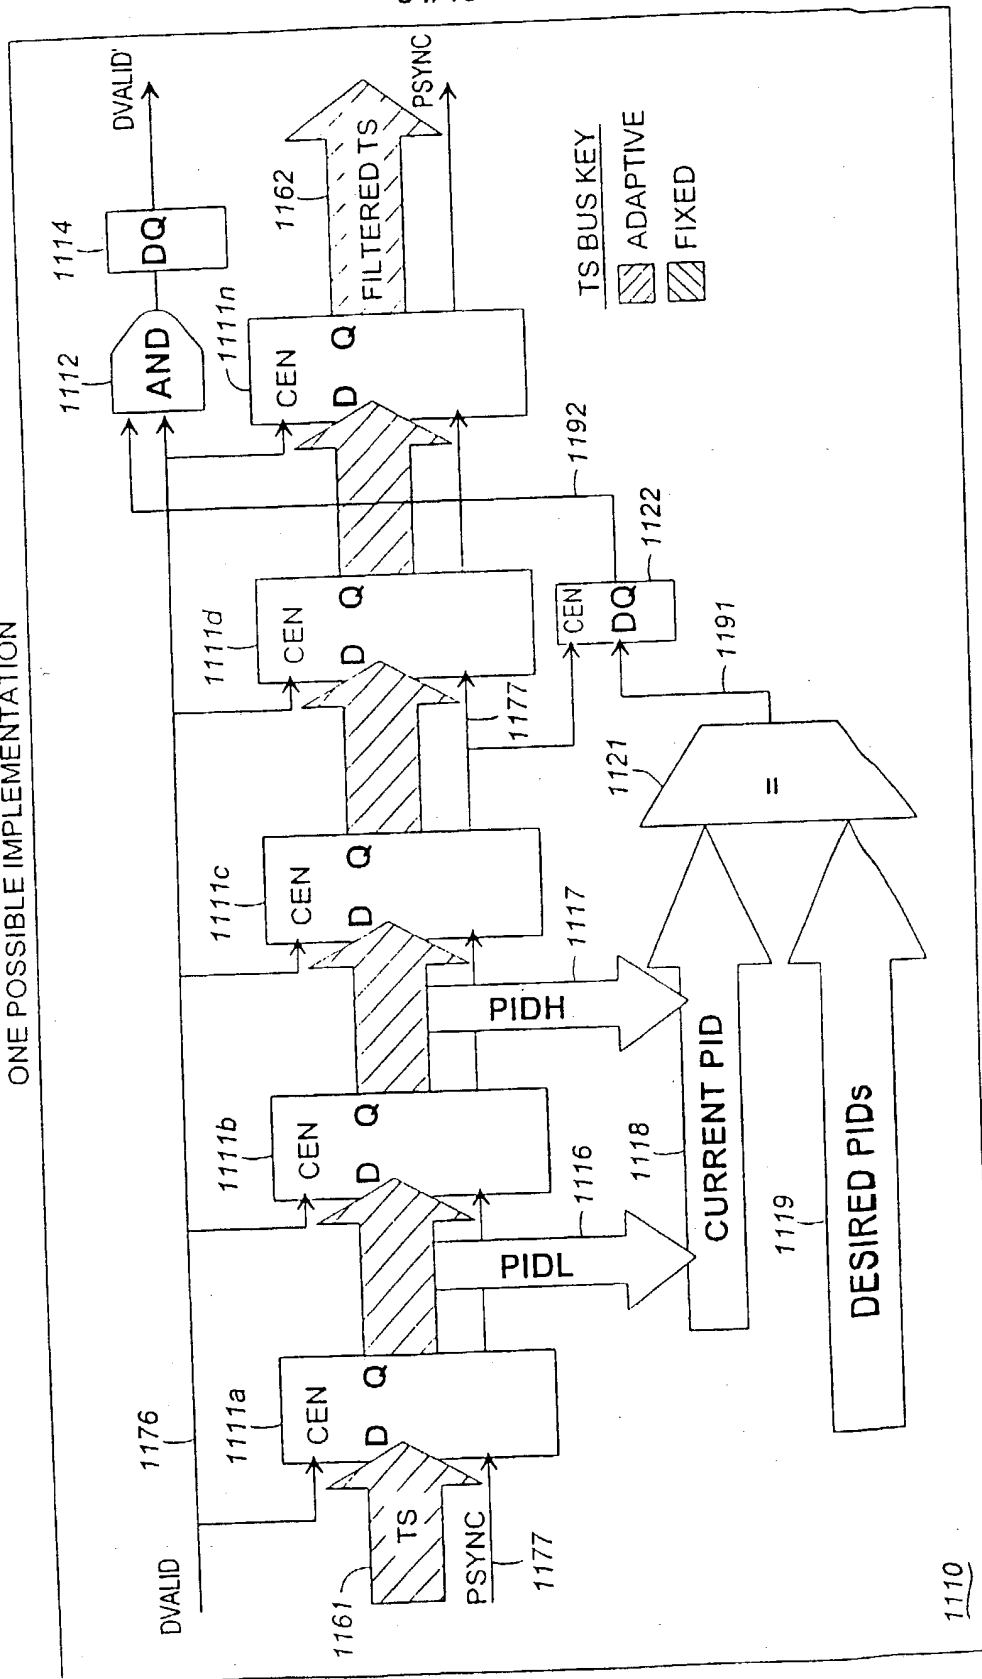 ONE POSSIBLE IMPLEMENTATION
DVALID
1176
1161
TS
PSYNC
1177
1111a
CEN
D Q
1111b
CEN
D Q
1111c
CEN
D Q
1111d
CEN
D Q
1111n
CEN
D Q
1177
PIDL
1116
PIDH
1117
CURRENT PID
1118
DESIRED PIDs
1119
=
1121
1191
CEN
DQ
1122
1192
AND
1112
DQ
1114
DVALID'
1162
FILTERED TS
PSYNC
TS BUS KEY
ADAPTIVE
FIXED
1110